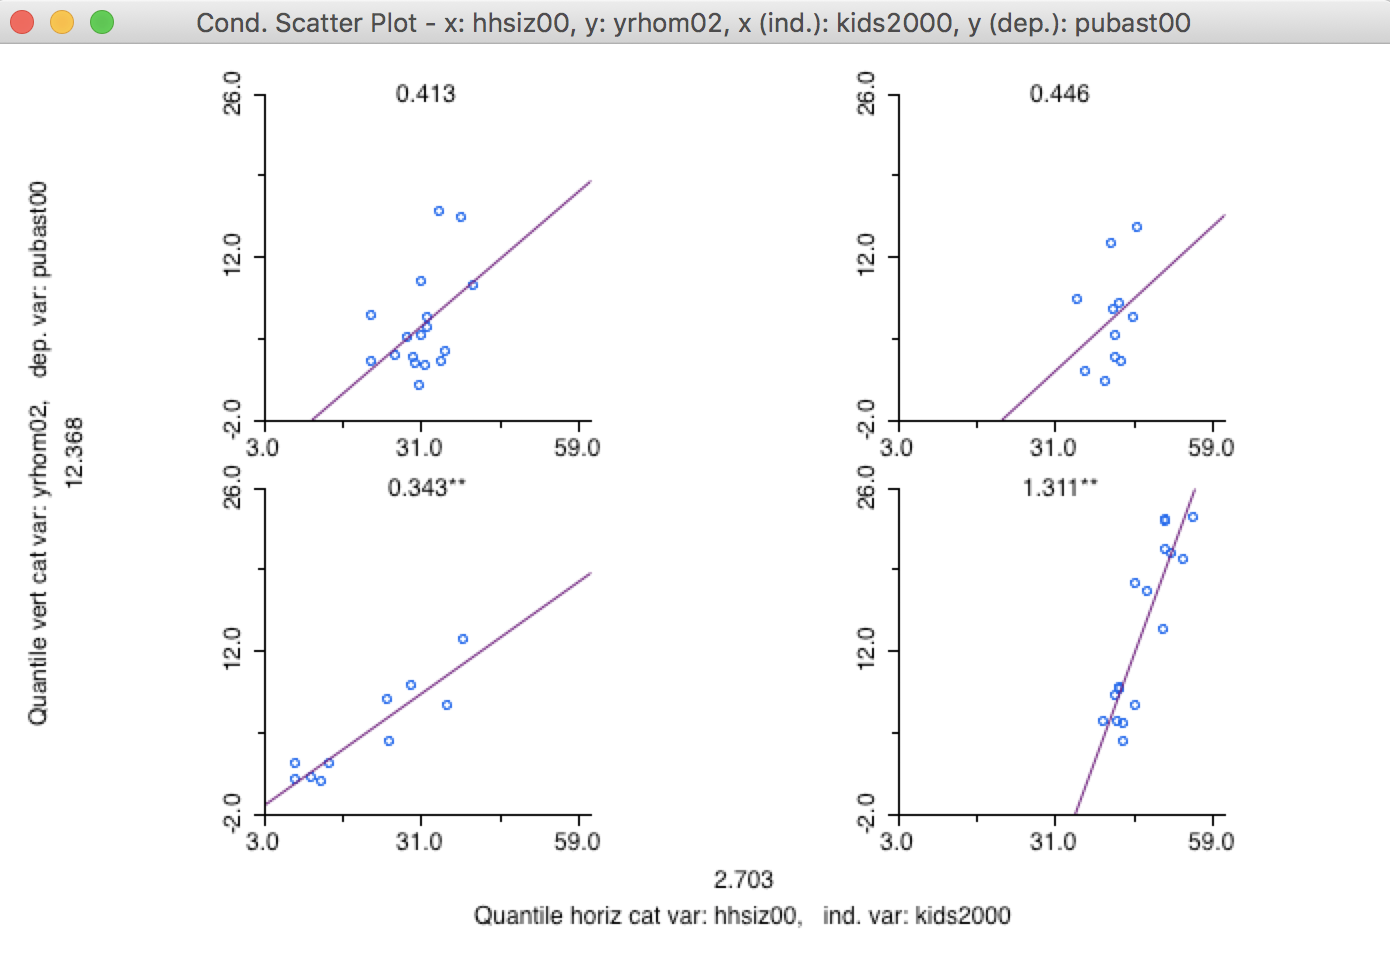 Cond. Scatter Plot - x: hhsiz00, y: yrhom02, x (ind.): kids2000, y (dep.): pubast00
Quantile vert cat var: yrhom02,   dep. var: pubast00
12.368
0.413
26.0
12.0
-2.0
3.0 31.0 59.0
0.446
26.0
12.0
-2.0
3.0 31.0 59.0
0.343**
26.0
12.0
-2.0
3.0 31.0 59.0
1.311**
26.0
12.0
-2.0
3.0 31.0 59.0
2.703
Quantile horiz cat var: hhsiz00,   ind. var: kids2000